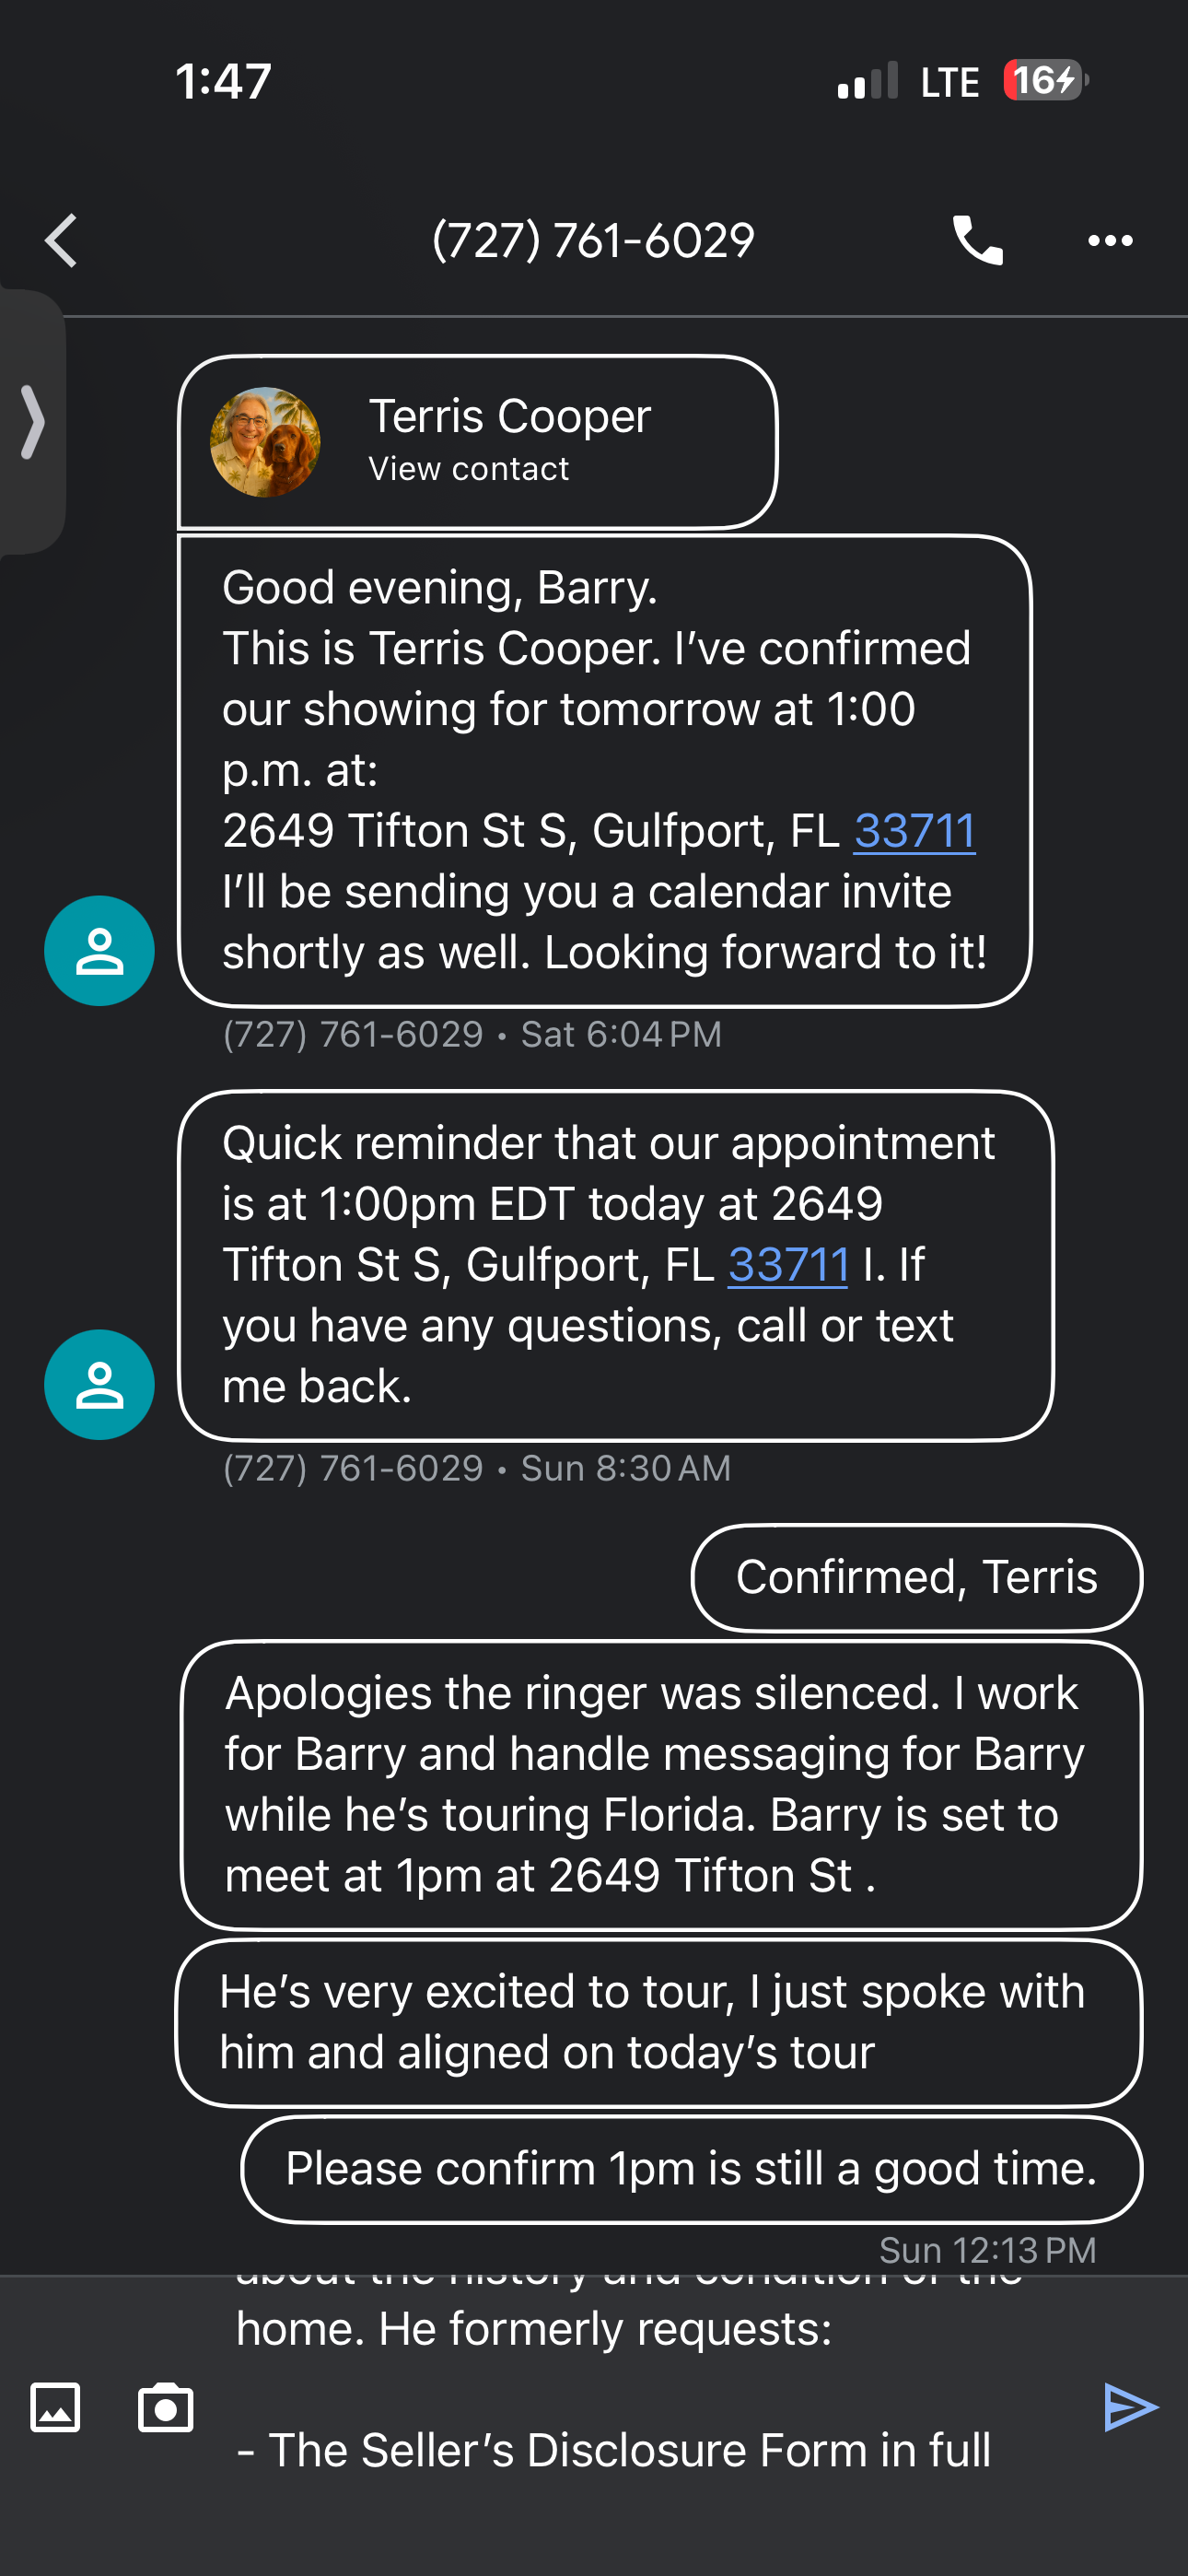 1:47
LTE
16
(727) 761-6029
Terris Cooper
View contact
Good evening, Barry.
This is Terris Cooper. I've confirmed
our showing for tomorrow at 1:00
p.m. at:
2649 Tifton St S, Gulfport, FL 33711
I'll be sending you a calendar invite
shortly as well. Looking forward to it!
(727) 761-6029 • Sat 6:04 PM
Quick reminder that our appointment
is at 1:00pm EDT today at 2649
Tifton St S, Gulfport, FL 33711 I. If
you have any questions, call or text
me back.
(727) 761-6029 • Sun 8:30 AM
Confirmed, Terris
Apologies the ringer was silenced. I work
for Barry and handle messaging for Barry
while he's touring Florida. Barry is set to
meet at 1pm at 2649 Tifton St .
He's very excited to tour, I just spoke with
him and aligned on today's tour
Please confirm 1pm is still a good time.
Sun 12:13 PM
about the history and condition of the
home. He formerly requests:
- The Seller's Disclosure Form in full